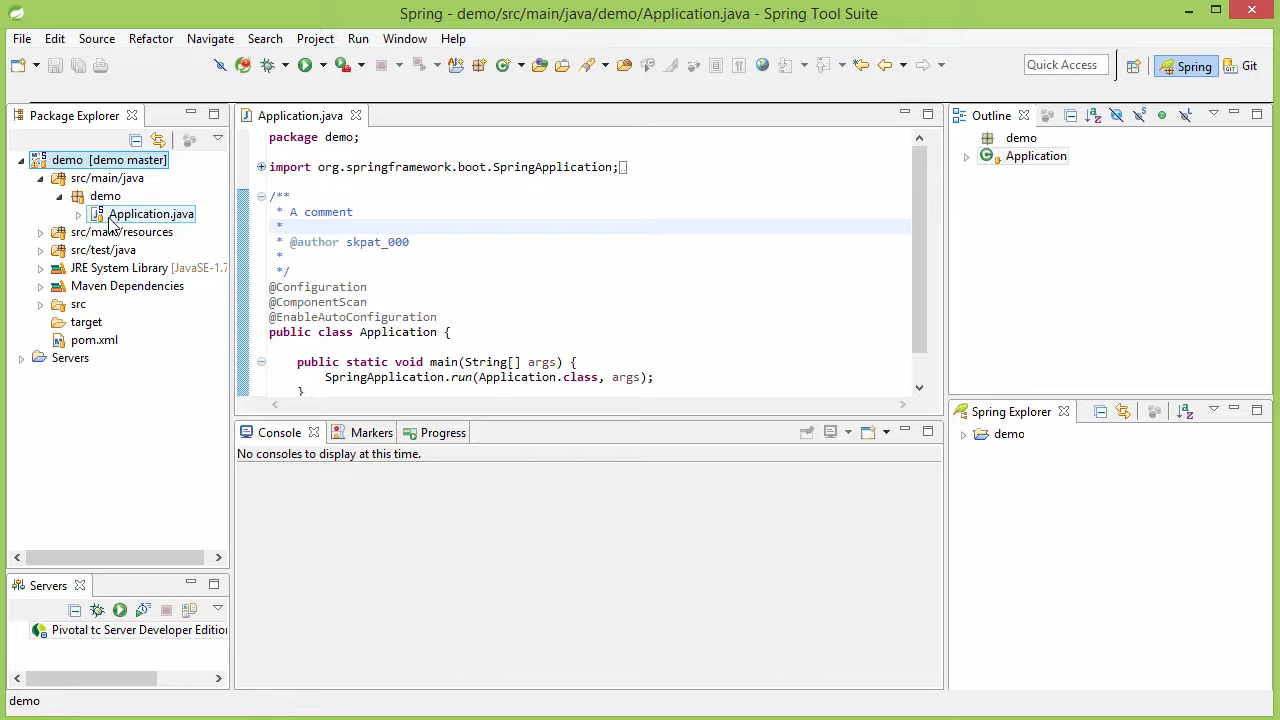 Spring - demo/src/main/java/demo/Application.java - Spring Tool Suite
File Edit Source Refactor Navigate Search Project Run Window Help
Quick Access
Spring
Git
Package Explorer
demo [demo master]
src/main/java
demo
Application.java
src/main/resources
src/test/java
JRE System Library [JavaSE-1.7
Maven Dependencies
src
target
pom.xml
Servers
Application.java
package demo;
import org.springframework.boot.SpringApplication;
/**
* A comment
*
* @author skpat_000
*
*/
@Configuration
@ComponentScan
@EnableAutoConfiguration
public class Application {
public static void main(String[] args) {
SpringApplication.run(Application.class, args);
}
Outline
demo
Application
Console
Markers
Progress
No consoles to display at this time.
Spring Explorer
demo
Servers
Pivotal tc Server Developer Edition
demo